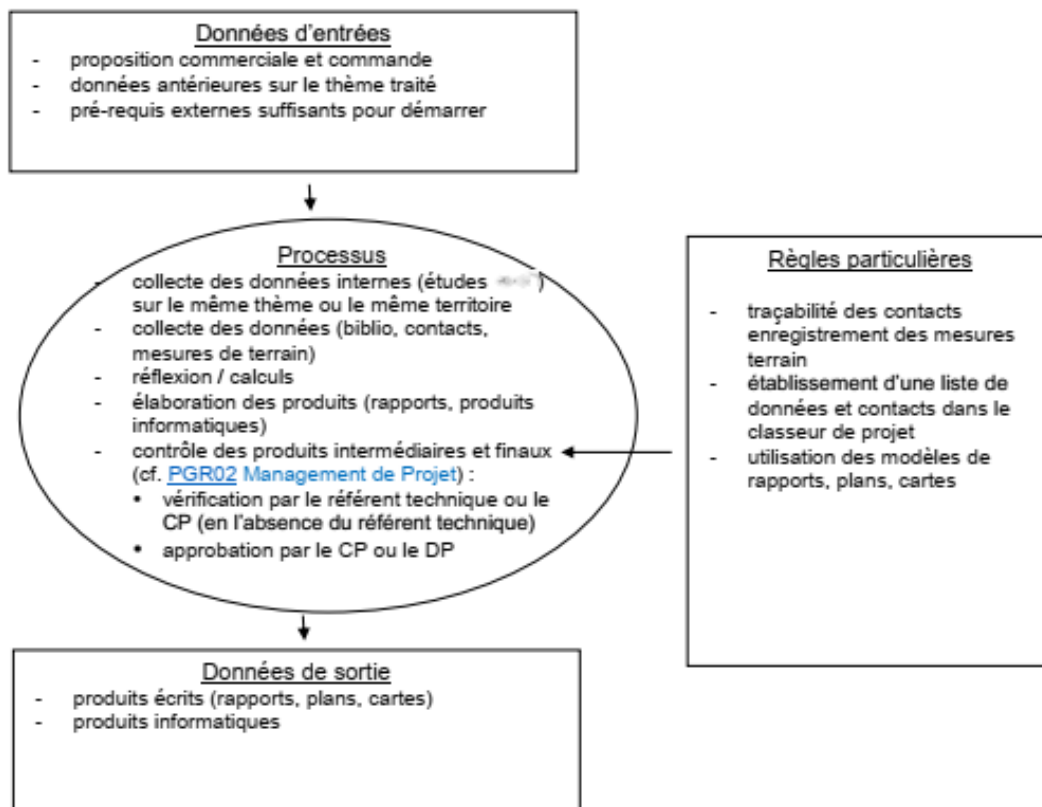 Données d'entrées
- proposition commerciale et commande
- données antérieures sur le thème traité
- pré-requis externes suffisants pour démarrer
Processus
- collecte des données internes (études )
sur le même thème ou le même territoire
- collecte des données (biblio, contacts,
mesures de terrain)
- réflexion / calculs
- élaboration des produits (rapports, produits
informatiques)
- contrôle des produits intermédiaires et finaux
(cf. PGR02 Management de Projet) :
• vérification par le référent technique ou le
CP (en l'absence du référent technique)
• approbation par le CP ou le DP
Règles particulières
- traçabilité des contacts
enregistrement des mesures
terrain
- établissement d'une liste de
données et contacts dans le
classeur de projet
- utilisation des modèles de
rapports, plans, cartes
Données de sortie
- produits écrits (rapports, plans, cartes)
- produits informatiques